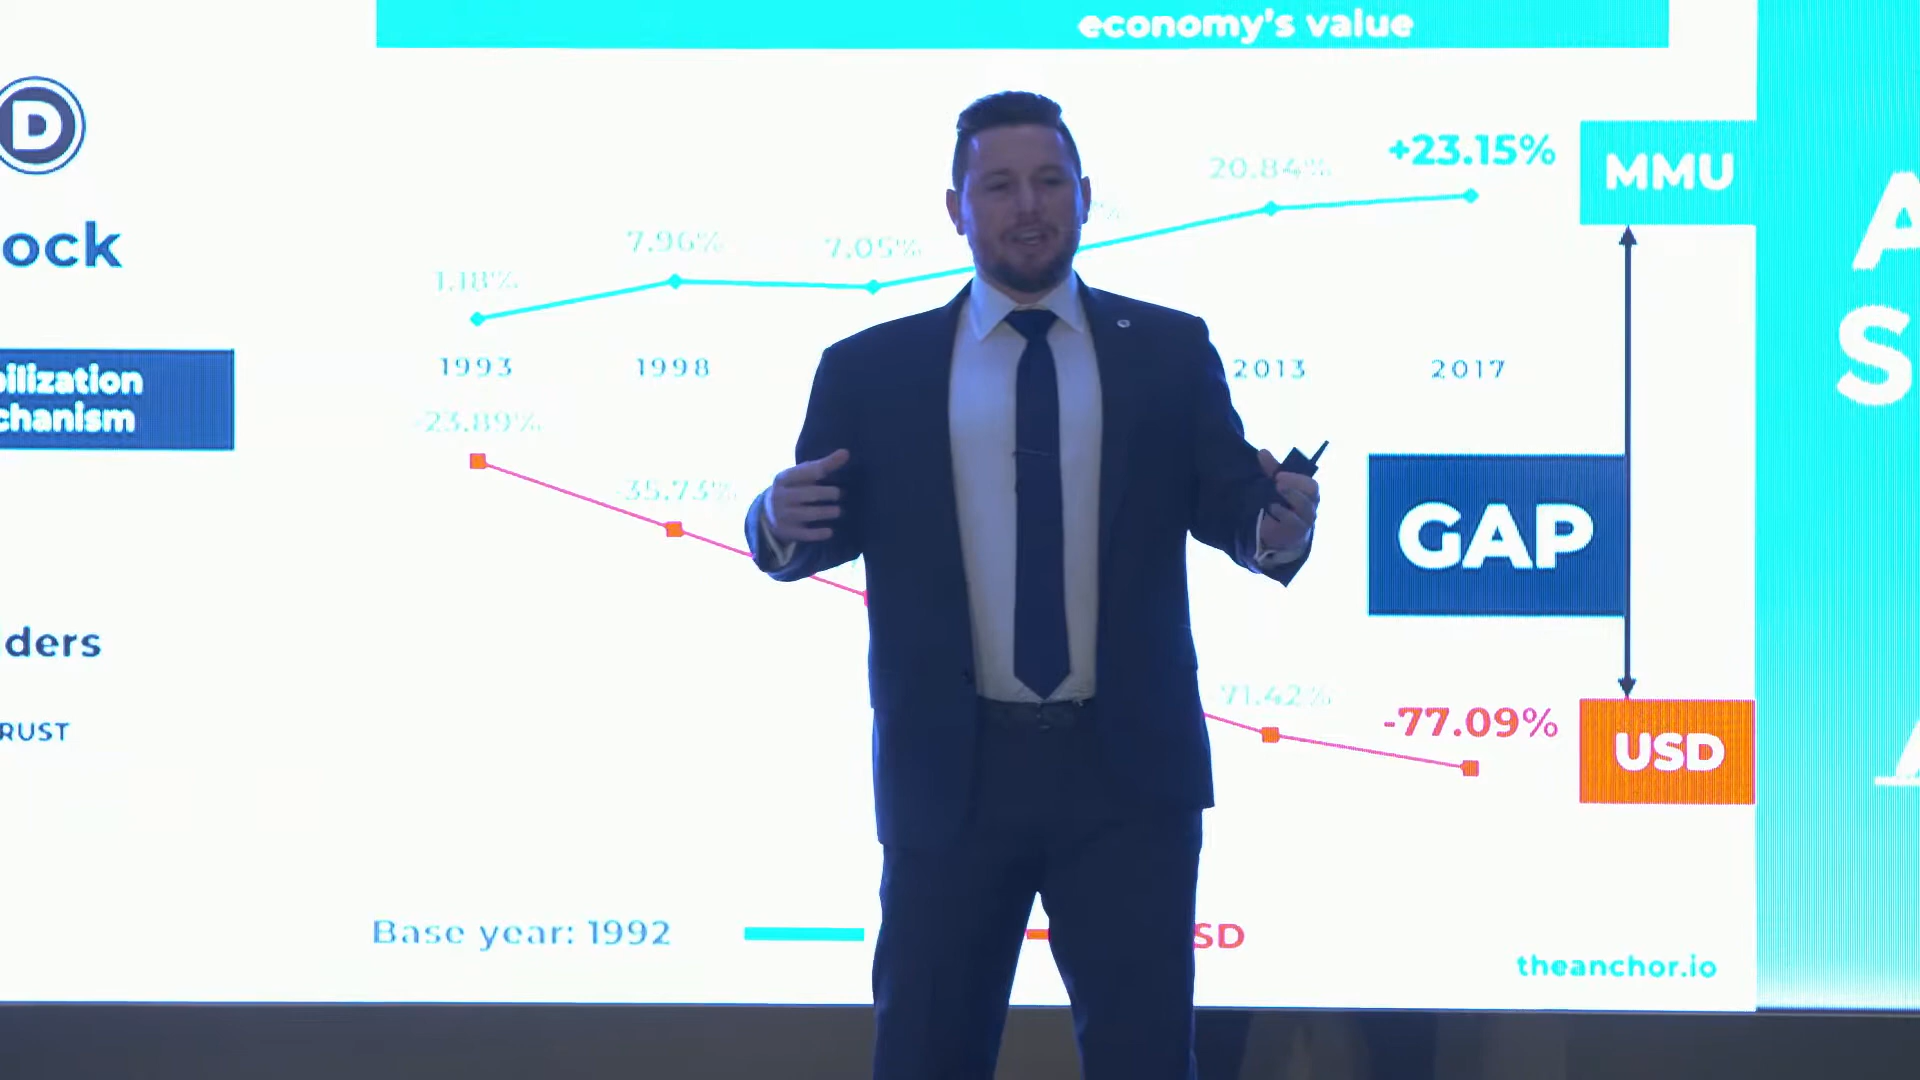 economy's value
D
ock
bilization
chanism
ders
RUST
+23.15%
20.84%
7.96%
7.05%
1.18%
1993
1998
2013
2017
-23.89%
-35.73%
71.42%
-77.09%
MMU
GAP
USD
Base year: 1992
SD
theanchor.io
A
S